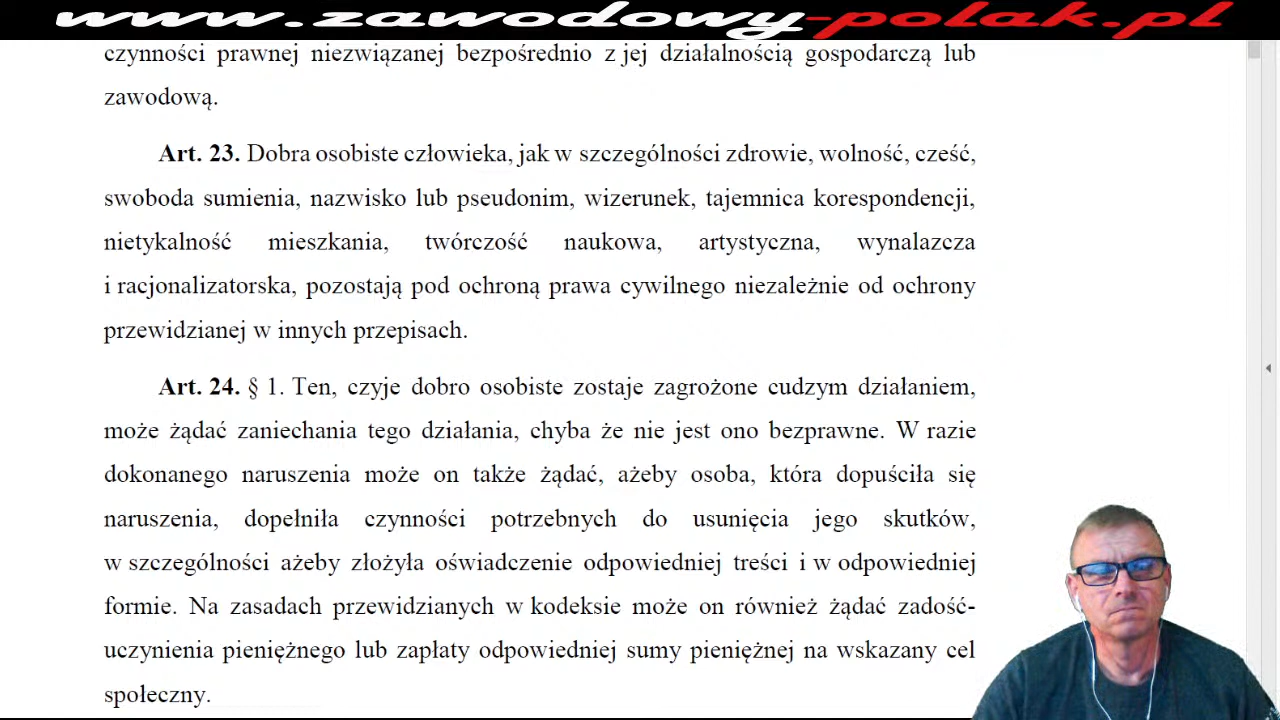 www.zawodowy-polak.pl
czynności prawnej niezwiązanej bezpośrednio z jej działalnością gospodarczą lub
zawodową.
Art. 23. Dobra osobiste człowieka, jak w szczególności zdrowie, wolność, cześć,
swoboda sumienia, nazwisko lub pseudonim, wizerunek, tajemnica korespondencji,
nietykalność mieszkania, twórczość naukowa, artystyczna, wynalazcza
i racjonalizatorska, pozostają pod ochroną prawa cywilnego niezależnie od ochrony
przewidzianej w innych przepisach.
Art. 24. § 1. Ten, czyje dobro osobiste zostaje zagrożone cudzym działaniem,
może żądać zaniechania tego działania, chyba że nie jest ono bezprawne. W razie
dokonanego naruszenia może on także żądać, ażeby osoba, która dopuściła się
naruszenia, dopełniła czynności potrzebnych do usunięcia jego skutków,
w szczególności ażeby złożyła oświadczenie odpowiedniej treści i w odpowiedniej
formie. Na zasadach przewidzianych w kodeksie może on również żądać zadość-
uczynienia pieniężnego lub zapłaty odpowiedniej sumy pieniężnej na wskazany cel
społeczny.